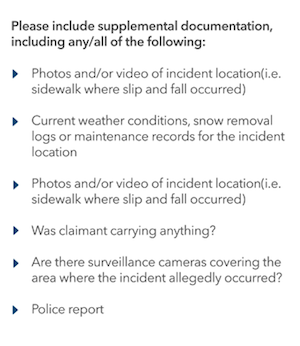 Please include supplemental documentation,
including any/all of the following:
Photos and/or video of incident location(i.e.
sidewalk where slip and fall occurred)
Current weather conditions, snow removal
logs or maintenance records for the incident
location
Photos and/or video of incident location(i.e.
sidewalk where slip and fall occurred)
Was claimant carrying anything?
Are there surveillance cameras covering the
area where the incident allegedly occurred?
Police report